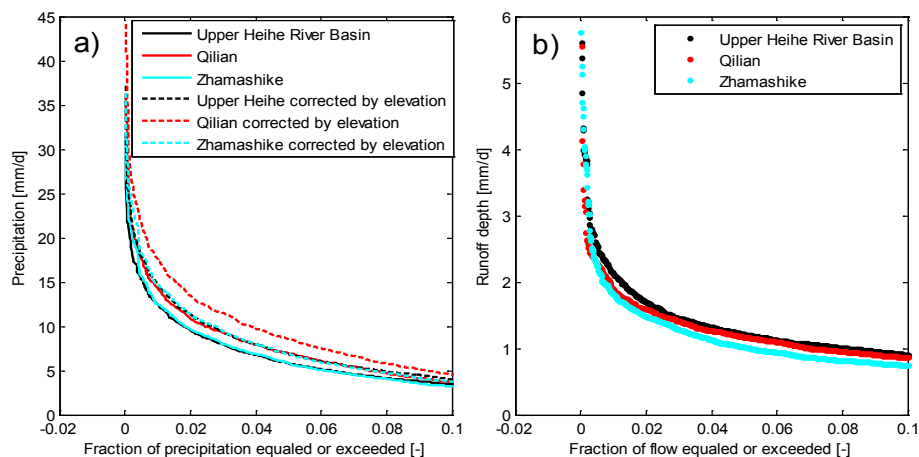 a)
Upper Heihe River Basin
Qilian
Zhamashike
Upper Heihe corrected by elevation
Qilian corrected by elevation
Zhamashike corrected by elevation
Precipitation [mm/d]
45
40
35
30
25
20
15
10
5
0
-0.02 0 0.02 0.04 0.06 0.08 0.1
Fraction of precipitation equaled or exceeded [-]
b)
Upper Heihe River Basin
Qilian
Zhamashike
Runoff depth [mm/d]
6
5
4
3
2
1
0
-0.02 0 0.02 0.04 0.06 0.08 0.1
Fraction of flow equaled or exceeded [-]